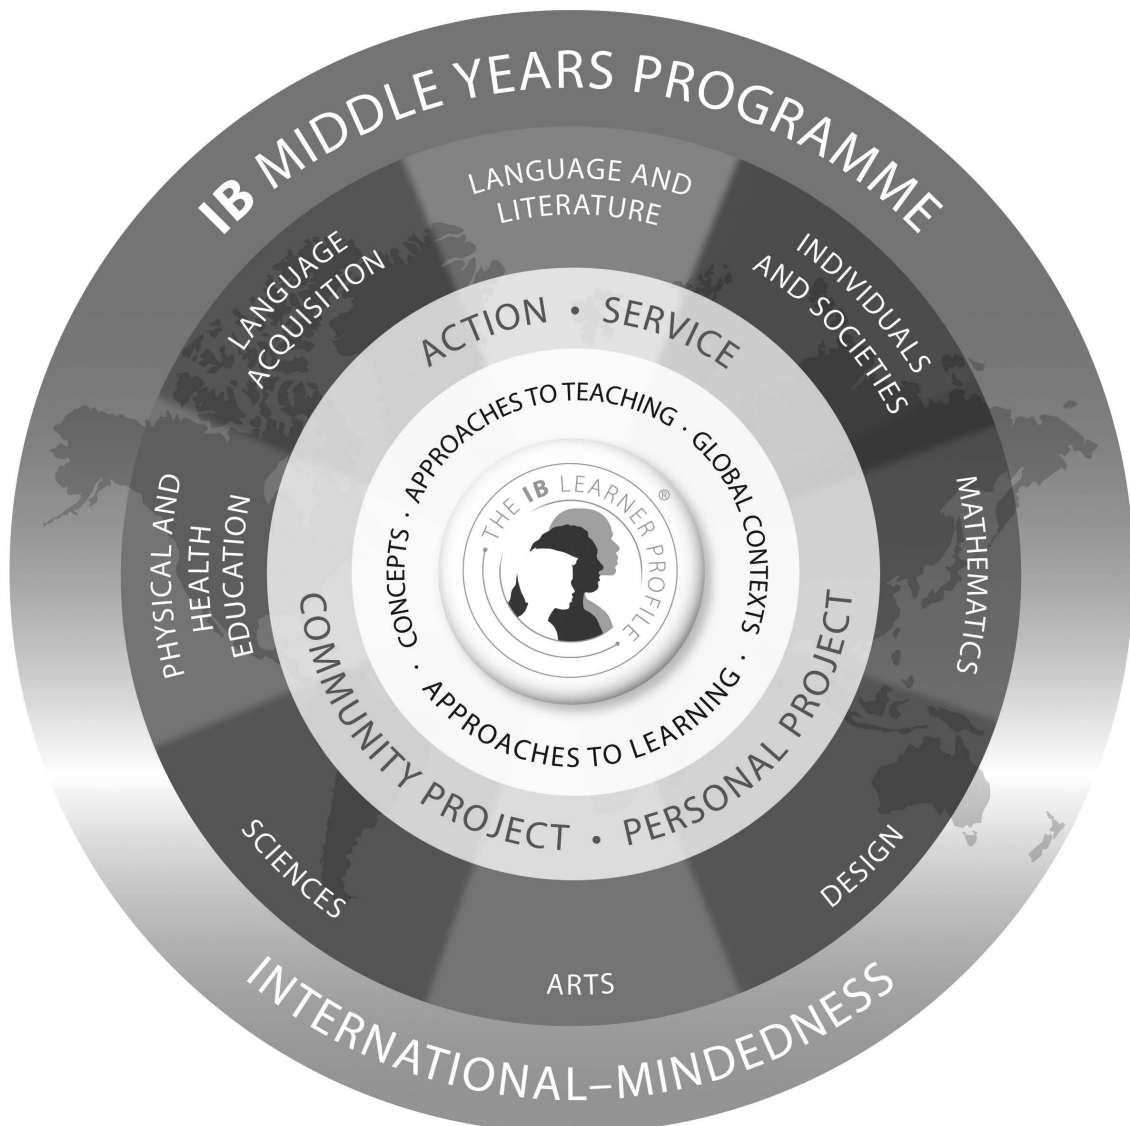 IB MIDDLE YEARS PROGRAMME
LANGUAGE AND
LITERATURE
LANGUAGE
ACQUISITION
INDIVIDUALS
AND SOCIETIES
PHYSICAL AND
HEALTH
EDUCATION
MATHEMATICS
SCIENCES
DESIGN
ARTS
ACTION • SERVICE
COMMUNITY PROJECT • PERSONAL PROJECT
CONCEPTS · APPROACHES TO TEACHING · GLOBAL CONTEXTS ·
· APPROACHES TO LEARNING
• THE IB LEARNER PROFILE • ®
INTERNATIONAL–MINDEDNESS